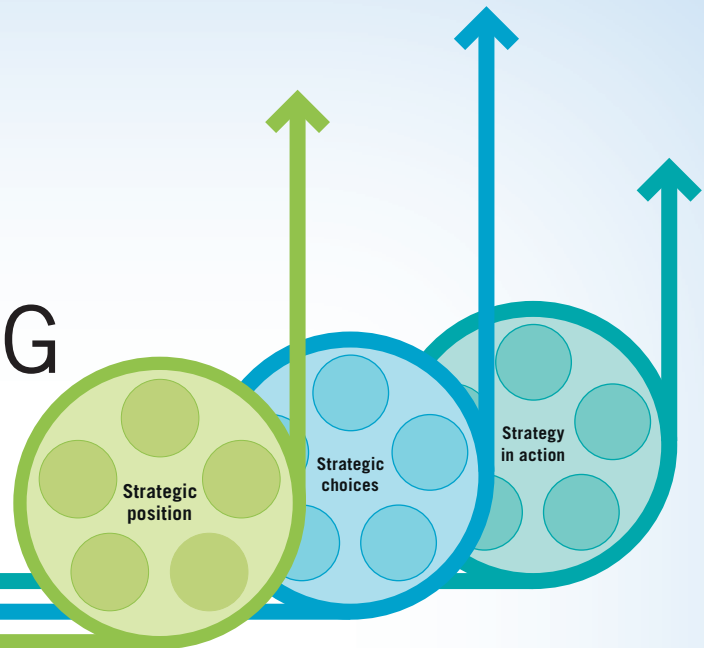 G
Strategic
position
Strategic
choices
Strategy
in action